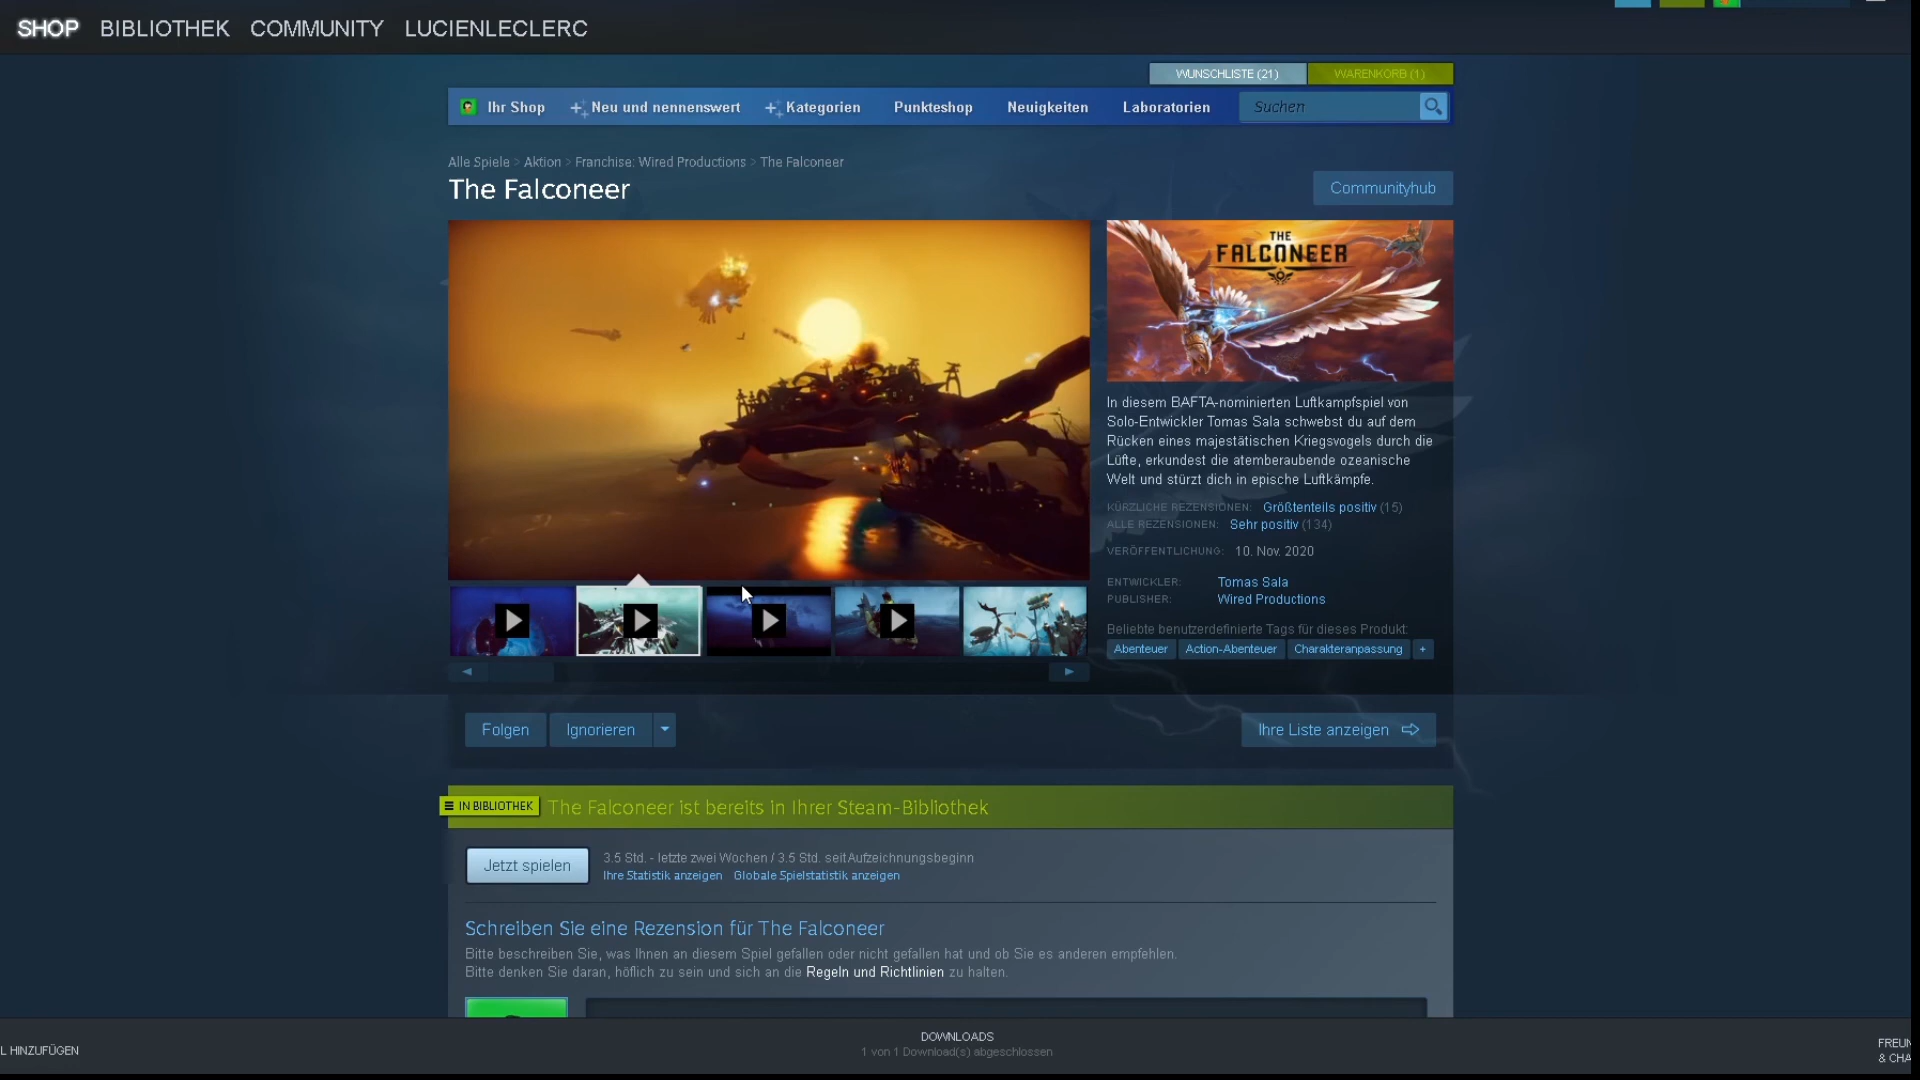 SHOP BIBLIOTHEK COMMUNITY LUCIENLECLERC
WUNSCHLISTE (21) WARENKORB (1)
Ihr Shop Neu und nennenswert Kategorien Punkteshop Neuigkeiten Laboratorien Suchen
Alle Spiele > Aktion > Franchise: Wired Productions > The Falconeer
The Falconeer
Communityhub
THE
FALCONEER
In diesem BAFTA-nominierten Luftkampfspiel von
Solo-Entwickler Tomas Sala schwebst du auf dem
Rücken eines majestätischen Kriegsvogels durch die
Lüfte, erkundest die atemberaubende ozeanische
Welt und stürzt dich in epische Luftkämpfe.
KÜRZLICHE REZENSIONEN: Größtenteils positiv (15)
ALLE REZENSIONEN: Sehr positiv (134)
VERÖFFENTLICHUNG: 10. Nov. 2020
ENTWICKLER: Tomas Sala
PUBLISHER: Wired Productions
Beliebte benutzerdefinierte Tags für dieses Produkt:
Abenteuer Action-Abenteuer Charakteranpassung +
Folgen Ignorieren Ihre Liste anzeigen
IN BIBLIOTHEK The Falconeer ist bereits in Ihrer Steam-Bibliothek
Jetzt spielen 3.5 Std. - letzte zwei Wochen / 3.5 Std. seit Aufzeichnungsbeginn
Ihre Statistik anzeigen Globale Spielstatistik anzeigen
Schreiben Sie eine Rezension für The Falconeer
Bitte beschreiben Sie, was Ihnen an diesem Spiel gefallen oder nicht gefallen hat und ob Sie es anderen empfehlen.
Bitte denken Sie daran, höflich zu sein und sich an die Regeln und Richtlinien zu halten.
L HINZUFÜGEN
DOWNLOADS
1 von 1 Download(s) abgeschlossen
FREUN
& CHA